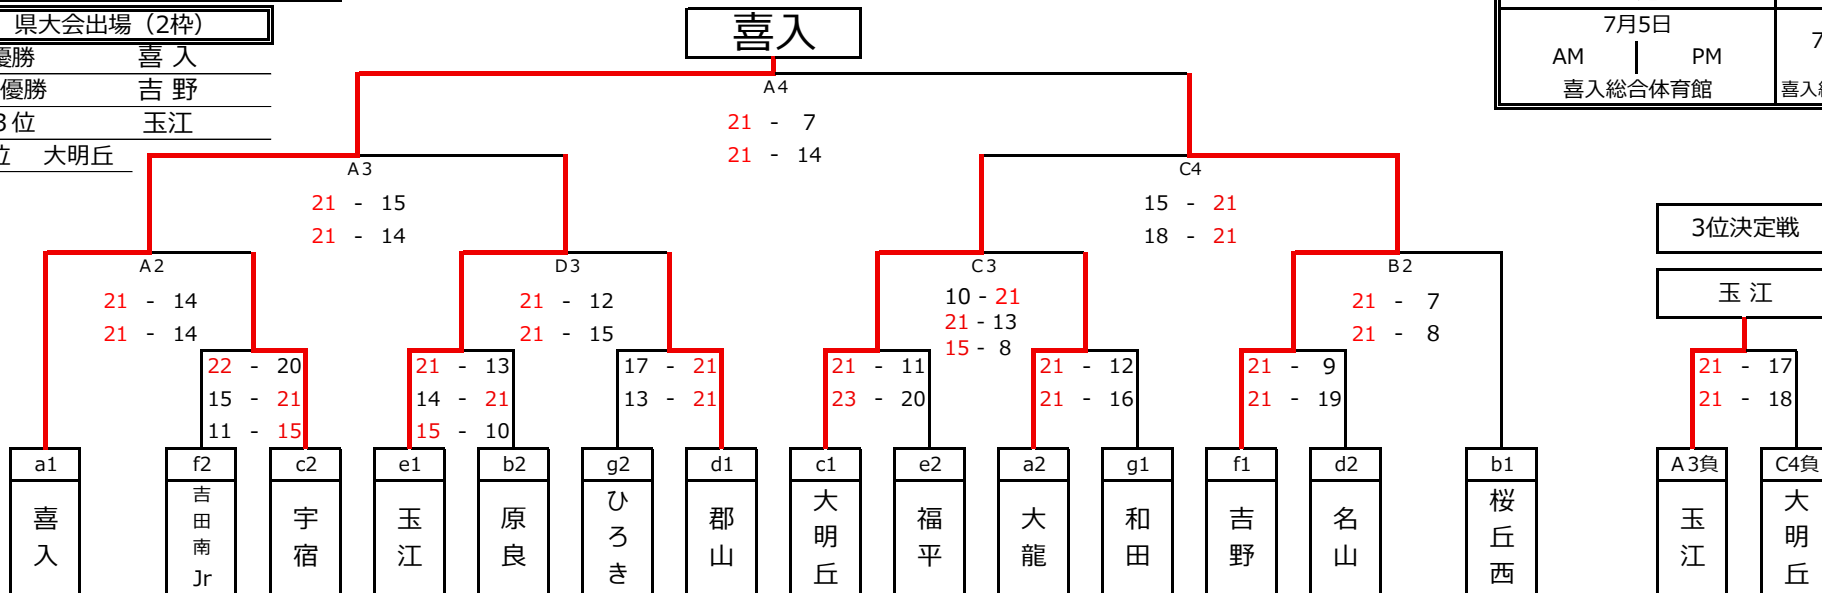 県大会出場（2枠）
優勝 喜 入
優勝 吉 野
3位 玉江
位 大明丘
喜入
7月5日
AM PM
喜入総合体育館
7
喜入総
A4
21 - 7
21 - 14
A3
21 - 15
21 - 14
C4
15 - 21
18 - 21
A2
21 - 14
21 - 14
D3
21 - 12
21 - 15
C3
10 - 21
21 - 13
15 - 8
B2
21 - 7
21 - 8
3位決定戦
玉 江
22 - 20
15 - 21
11 - 15
21 - 13
14 - 21
15 - 10
17 - 21
13 - 21
21 - 11
23 - 20
21 - 12
21 - 16
21 - 9
21 - 19
21 - 17
21 - 18
a1 f2 c2 e1 b2 g2 d1 c1 e2 a2 g1 f1 d2 b1 A3負 C4負
喜入
吉田南Jr
宇宿
玉江
原良
ひろき
郡山
大明丘
福平
大龍
和田
吉野
名山
桜丘西
玉江
大明丘